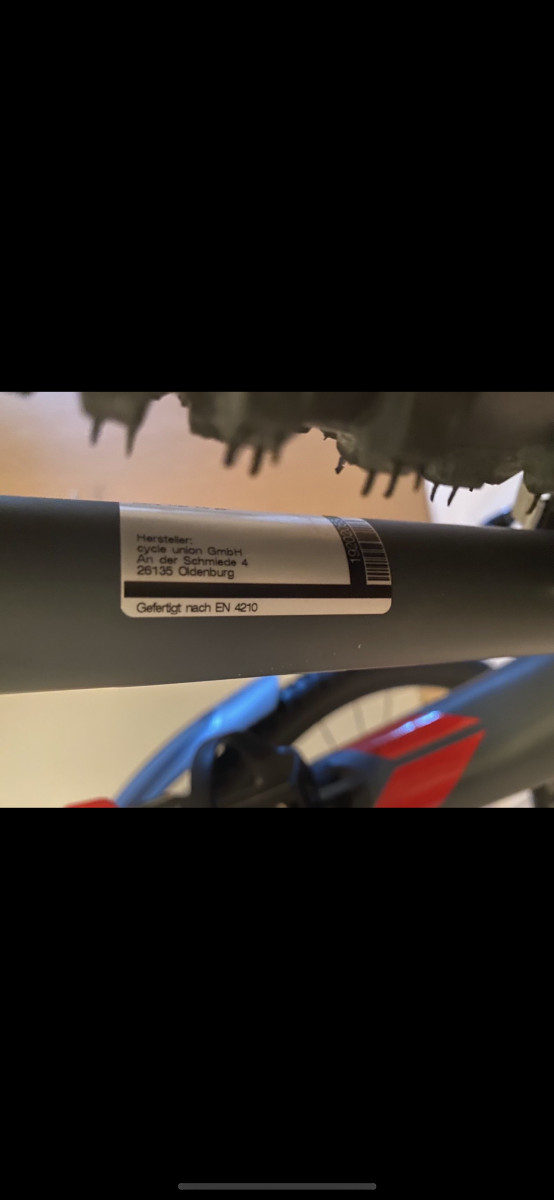 Hersteller:
cycle union GmbH
An der Schmiede 4
26135 Oldenburg
Gefertigt nach EN 4210